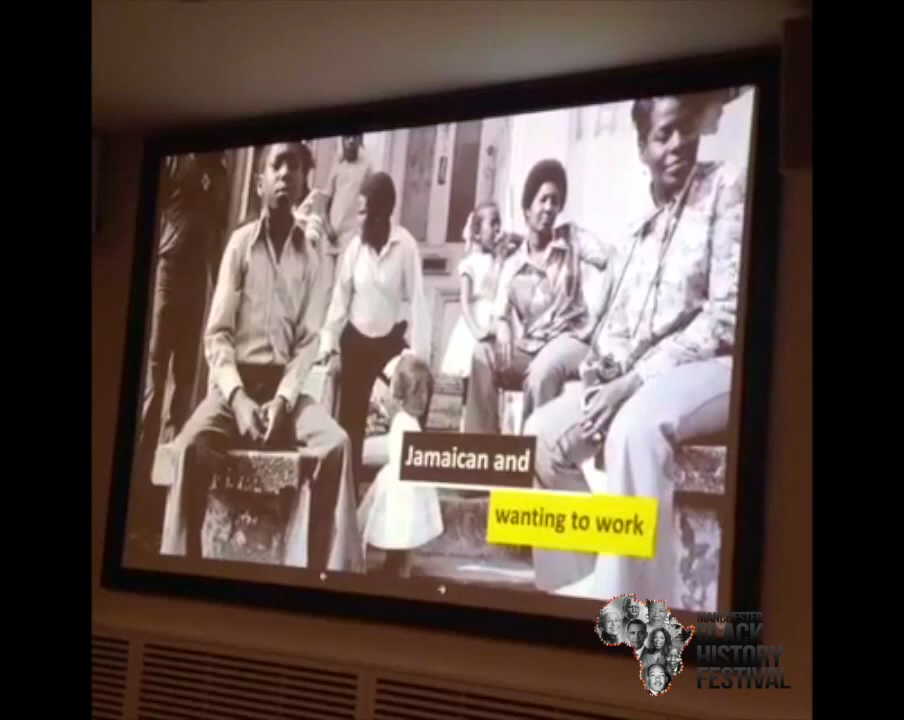 Jamaican and
wanting to work
MANCHESTER
BLACK
HISTORY
FESTIVAL